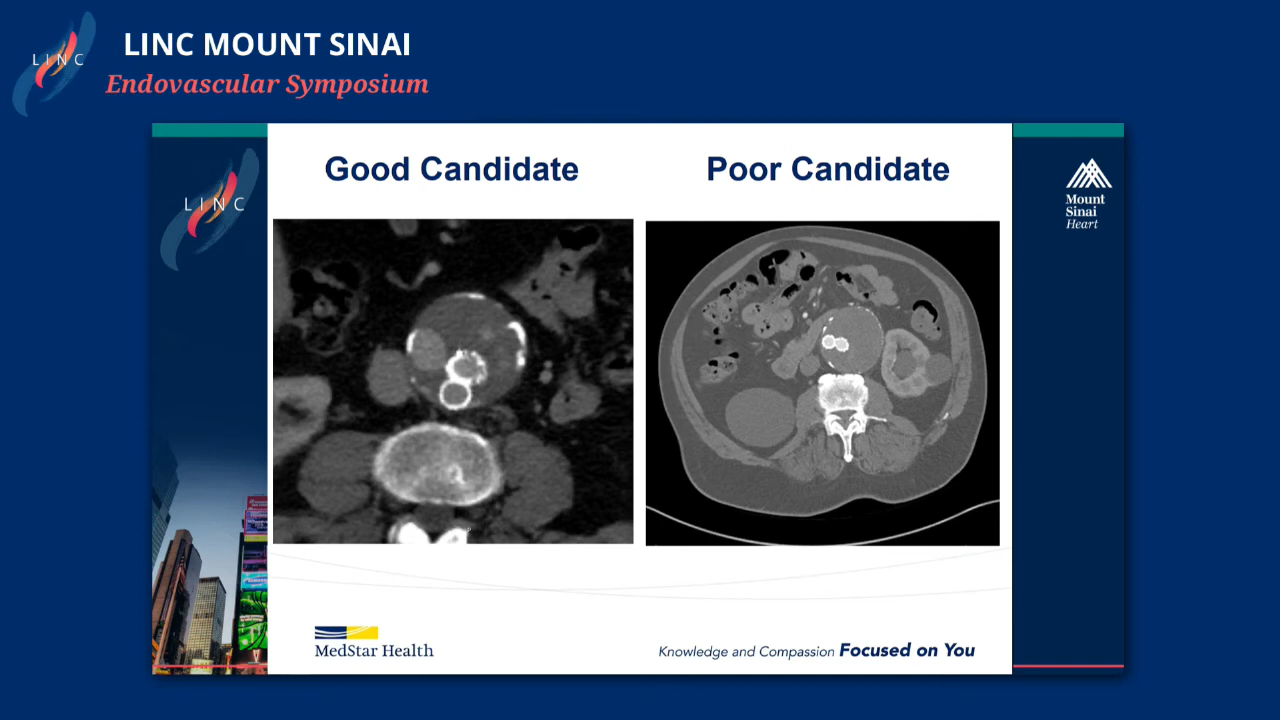 LINC
LINC MOUNT SINAI
Endovascular Symposium
LINC
Good Candidate
Poor Candidate
Mount
Sinai
Heart
MedStar Health
Knowledge and Compassion Focused on You